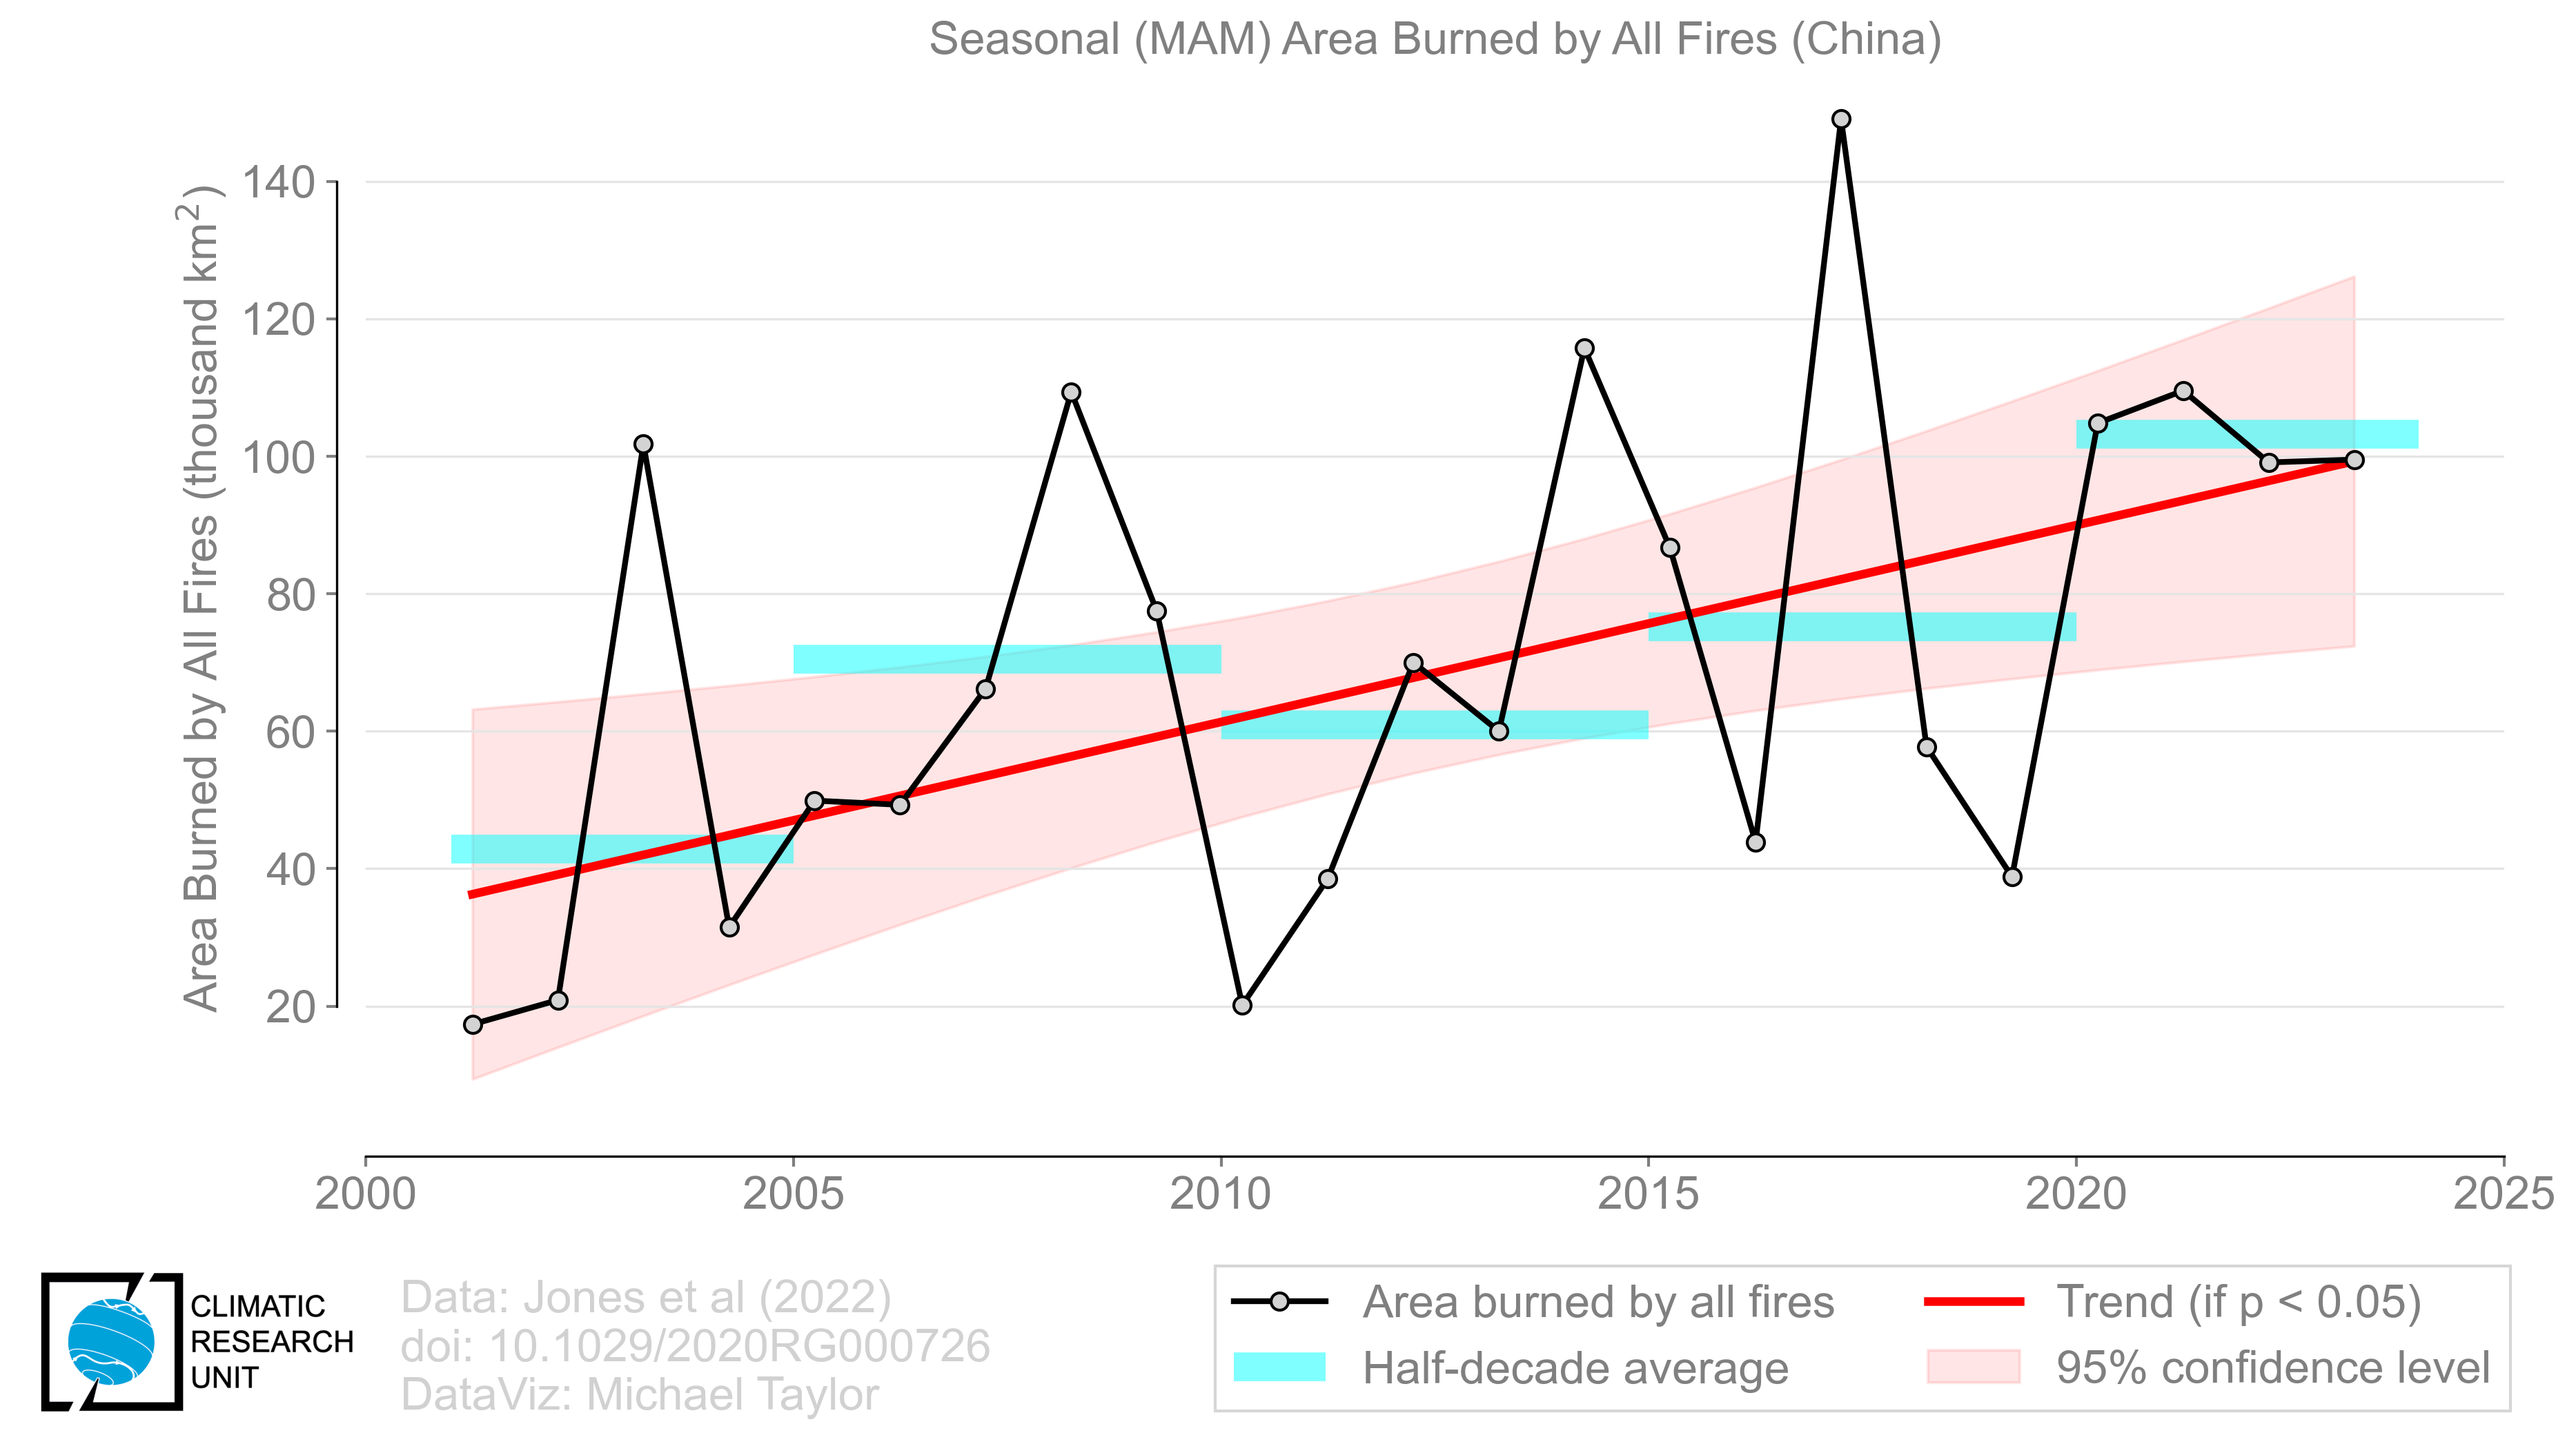 Seasonal (MAM) Area Burned by All Fires (China)
Area Burned by All Fires (thousand km²)
140
120
100
80
60
40
20
2000
2005
2010
2015
2020
2025
CLIMATIC
RESEARCH
UNIT
Data: Jones et al (2022)
doi: 10.1029/2020RG000726
DataViz: Michael Taylor
Area burned by all fires
Half-decade average
Trend (if p < 0.05)
95% confidence level